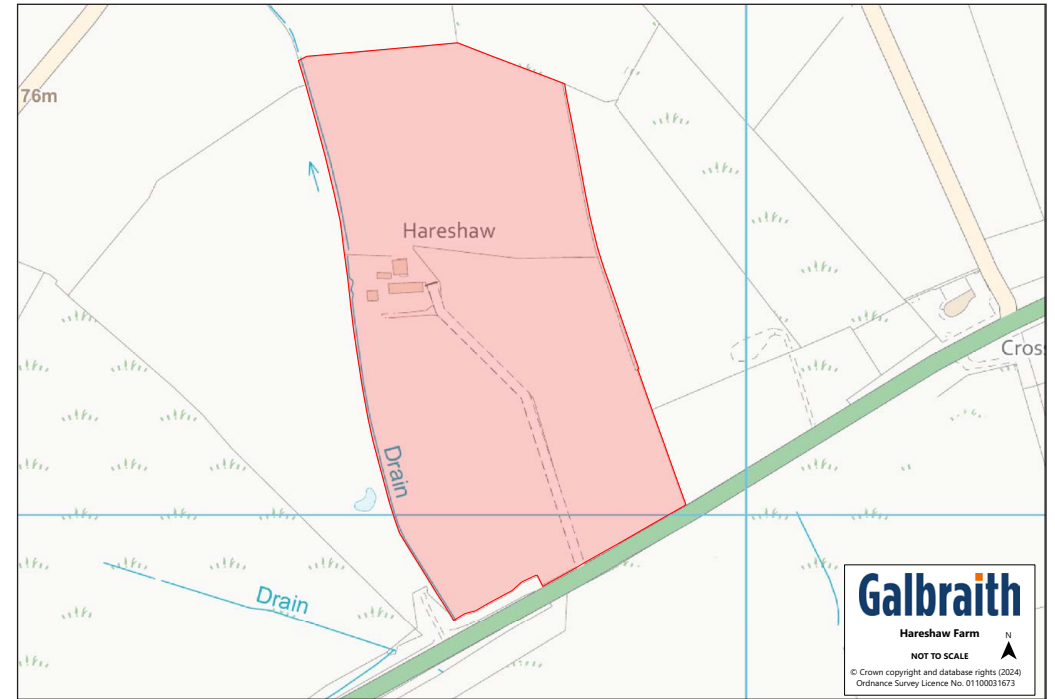 76m
Hareshaw
Cros
Drain
Drain
Galbraith
Hareshaw Farm
N
NOT TO SCALE
© Crown copyright and database rights (2024)
Ordnance Survey Licence No. 01100031673